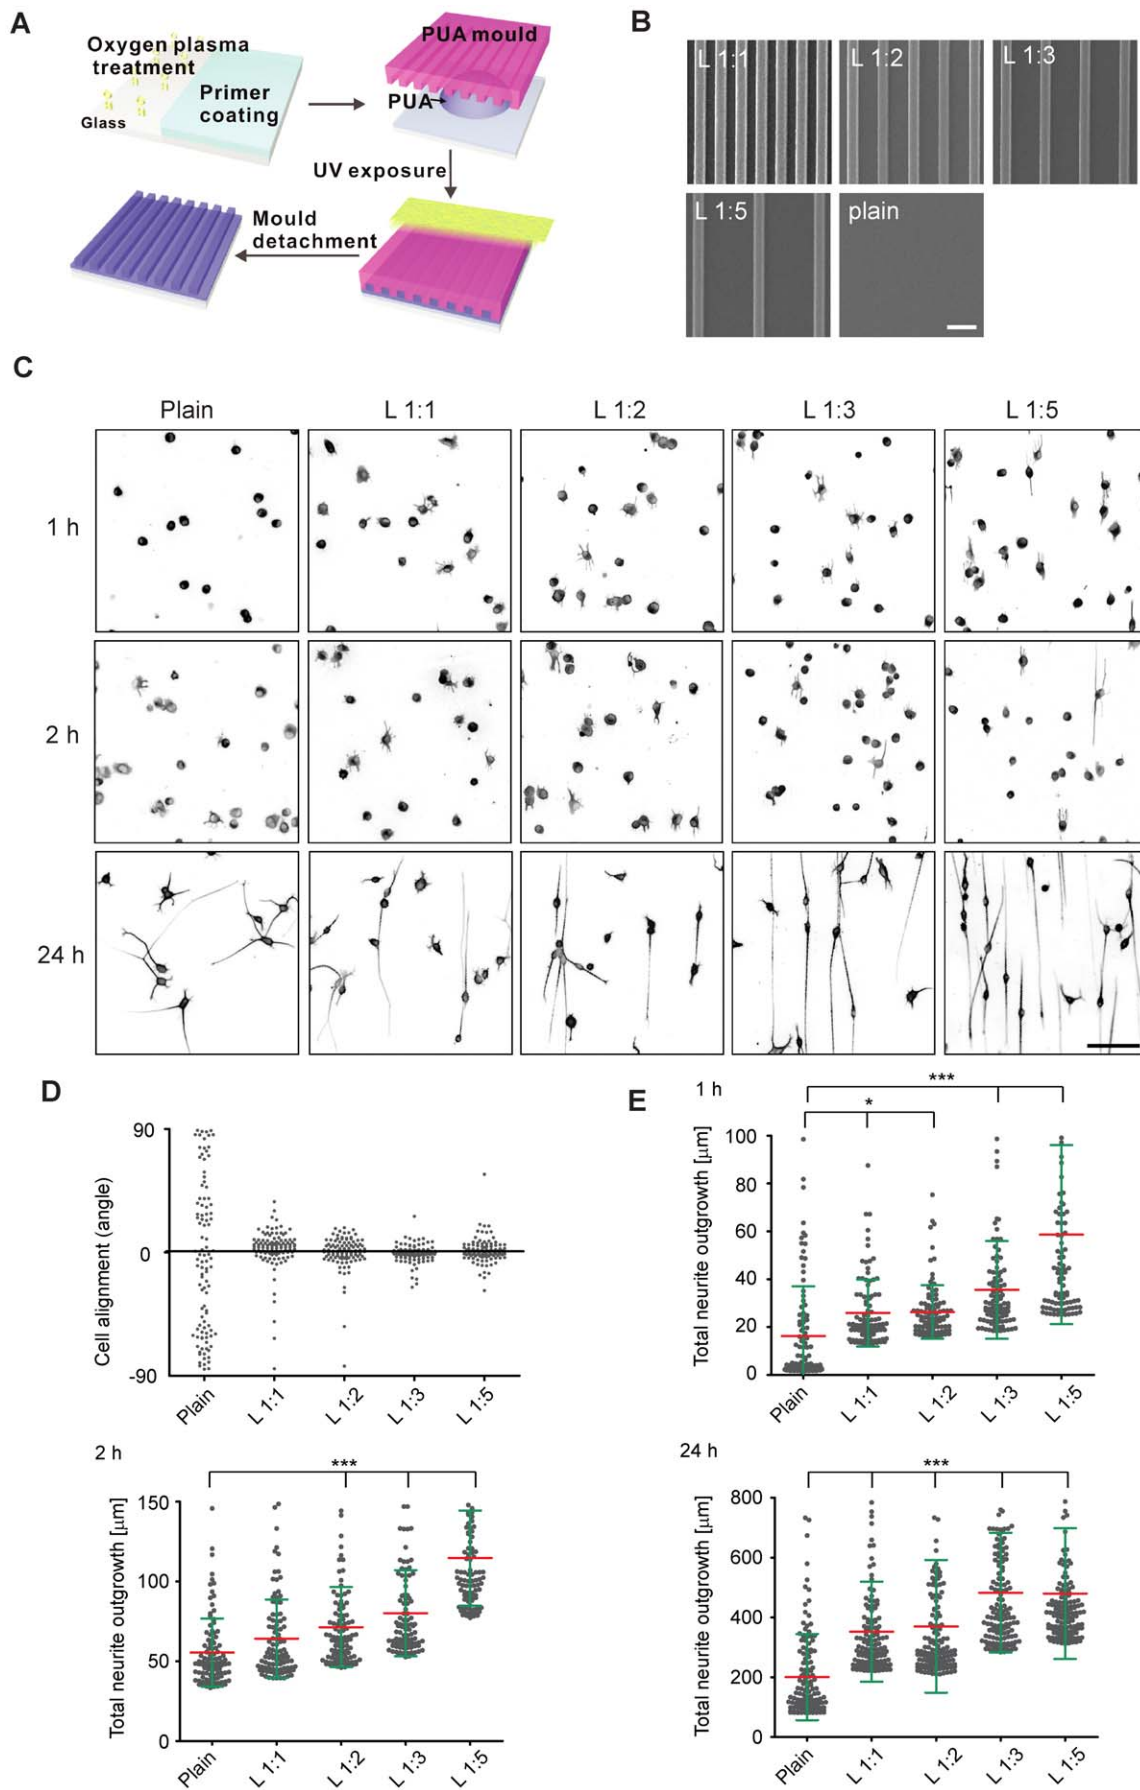 A
Oxygen plasma
treatment
Primer
coating
Glass
PUA mould
PUA
UV exposure
Mould
detachment
B
L 1:1
L 1:2
L 1:3
L 1:5
plain
C
Plain
L 1:1
L 1:2
L 1:3
L 1:5
1 h
2 h
24 h
D
Cell alignment (angle)
90
0
-90
Plain
L 1:1
L 1:2
L 1:3
L 1:5
E
1 h
***
*
Total neurite outgrowth [µm]
100
80
60
40
20
0
Plain
L 1:1
L 1:2
L 1:3
L 1:5
2 h
***
Total neurite outgrowth [µm]
150
100
50
0
Plain
L 1:1
L 1:2
L 1:3
L 1:5
24 h
***
Total neurite outgrowth [µm]
800
600
400
200
0
Plain
L 1:1
L 1:2
L 1:3
L 1:5